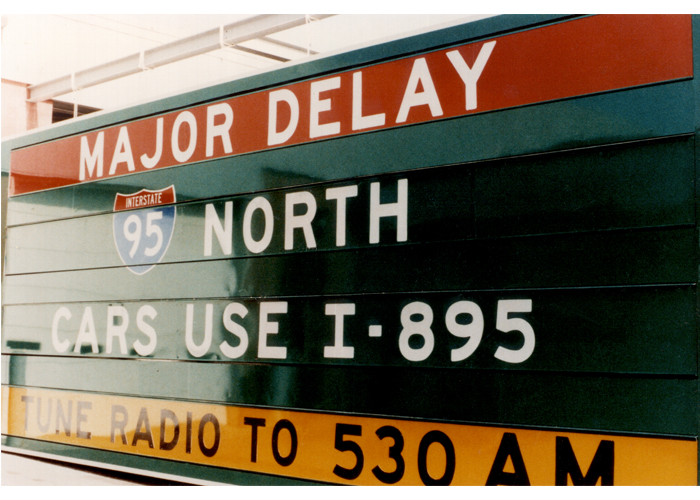 MAJOR DELAY
INTERSTATE
95 NORTH
CARS USE I-895
TUNE RADIO TO 530 AM